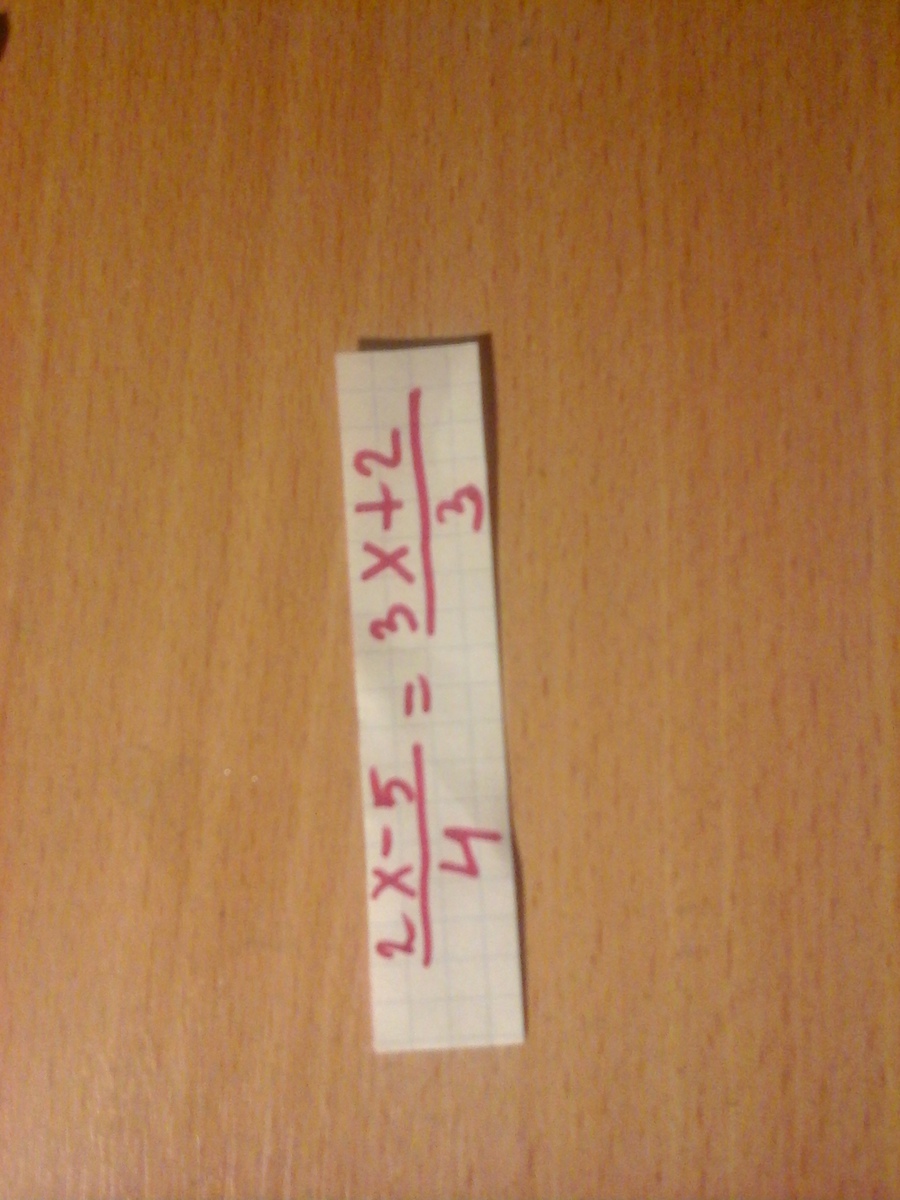 2x-5/4 = 3x+2/3